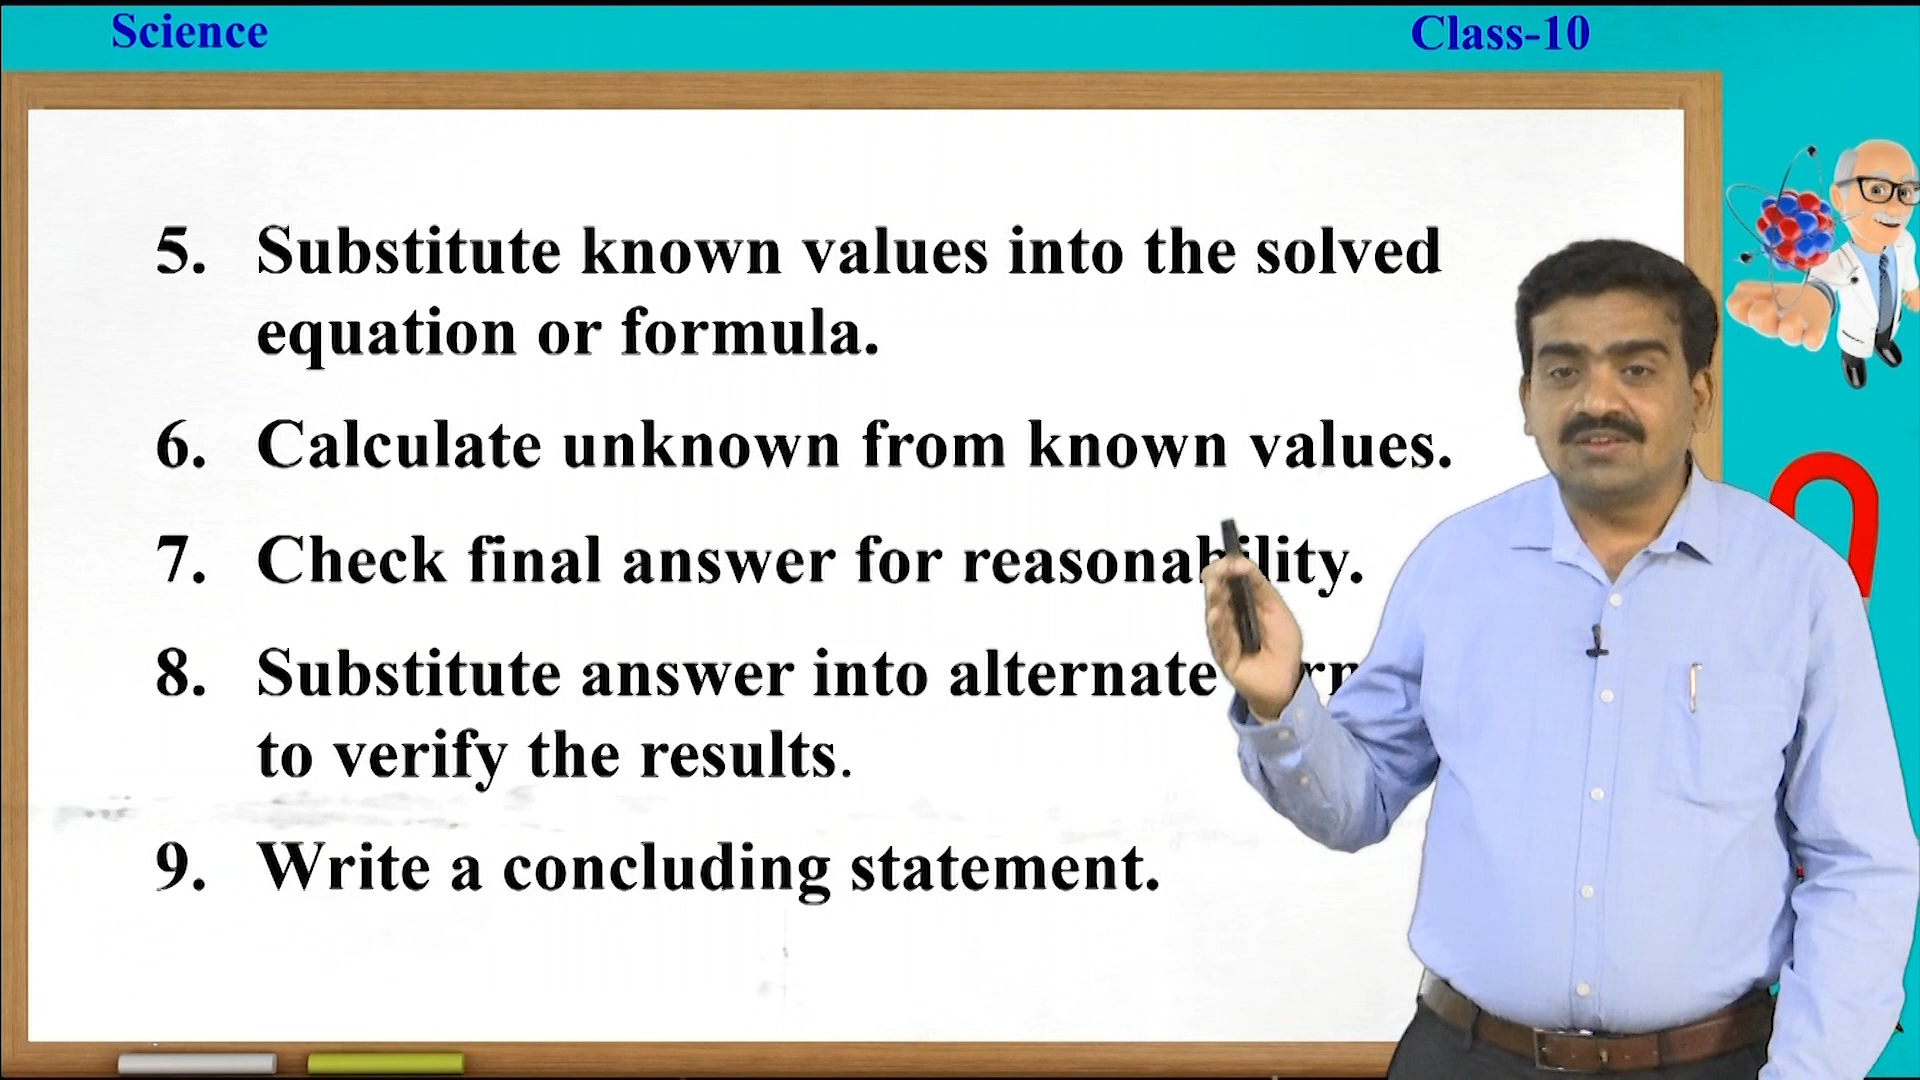 Science
Class-10
5. Substitute known values into the solved
equation or formula.
6. Calculate unknown from known values.
7. Check final answer for reasonability.
8. Substitute answer into alternate
to verify the results.
9. Write a concluding statement.